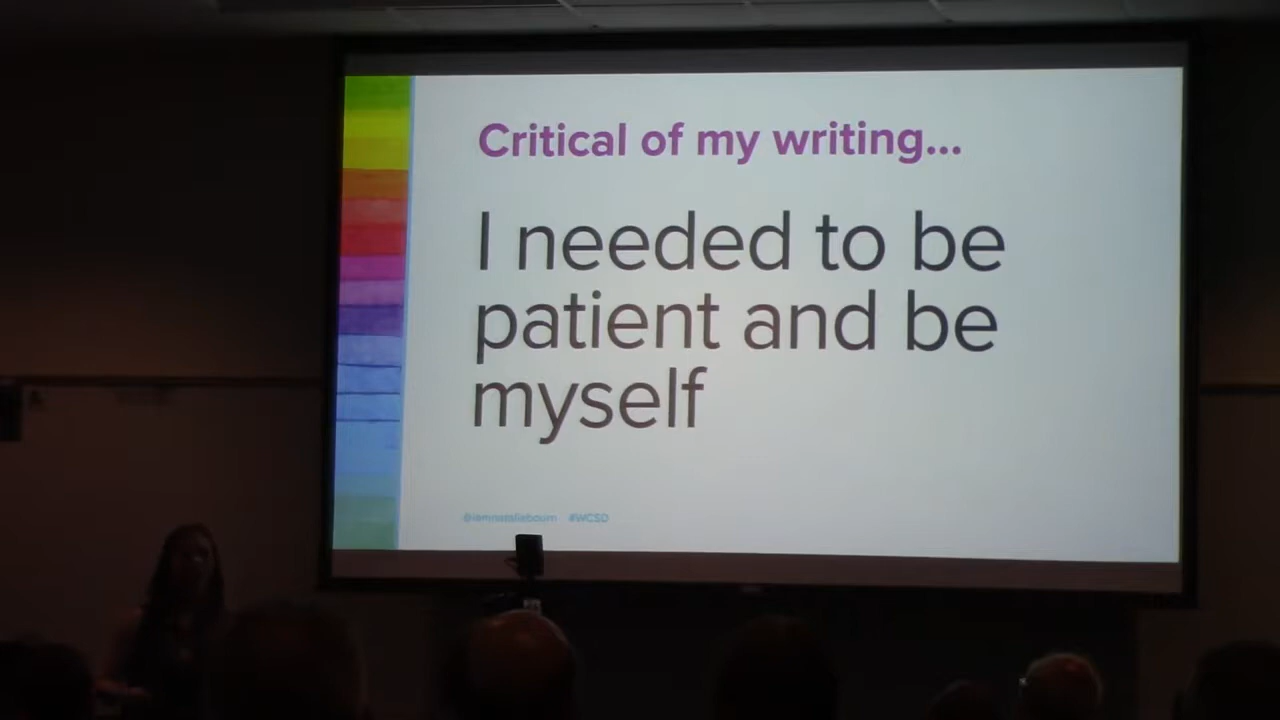 Critical of my writing...
I needed to be
patient and be
myself
#WCSD